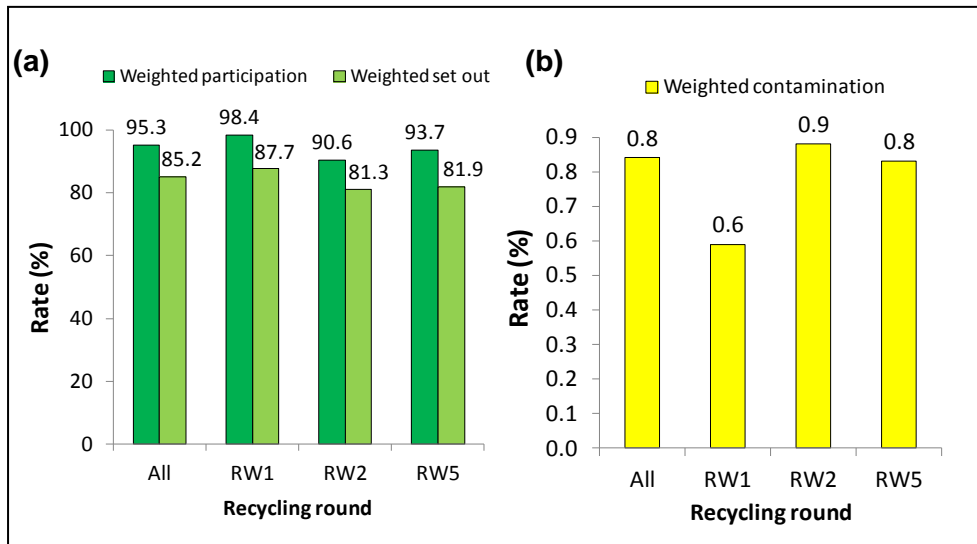 (a)
Weighted participation Weighted set out
100
80
60
40
20
0
95.3 85.2 98.4 87.7 90.6 81.3 93.7 81.9
Rate (%)
All RW1 RW2 RW5
Recycling round
(b)
Weighted contamination
0.9
0.8
0.7
0.6
0.5
0.4
0.3
0.2
0.1
0.0
0.8 0.6 0.9 0.8
Rate (%)
All RW1 RW2 RW5
Recycling round